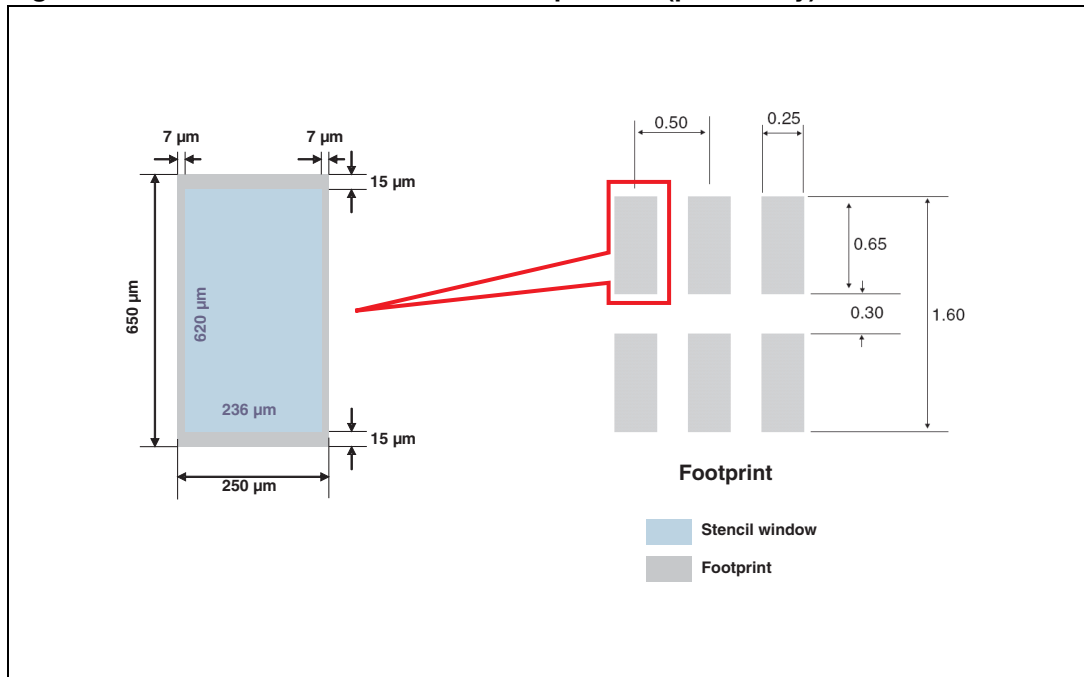 7 µm
7 µm
15 µm
650 µm
620 µm
236 µm
15 µm
250 µm
0.50
0.25
0.65
0.30
1.60
Footprint
Stencil window
Footprint